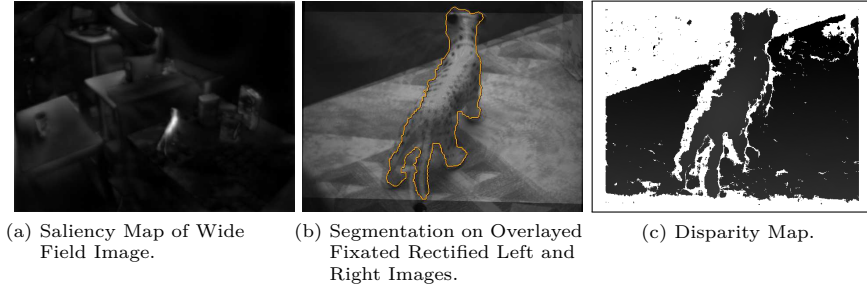 (a) Saliency Map of Wide
Field Image.
(b) Segmentation on Overlayed
Fixated Rectified Left and
Right Images.
(c) Disparity Map.